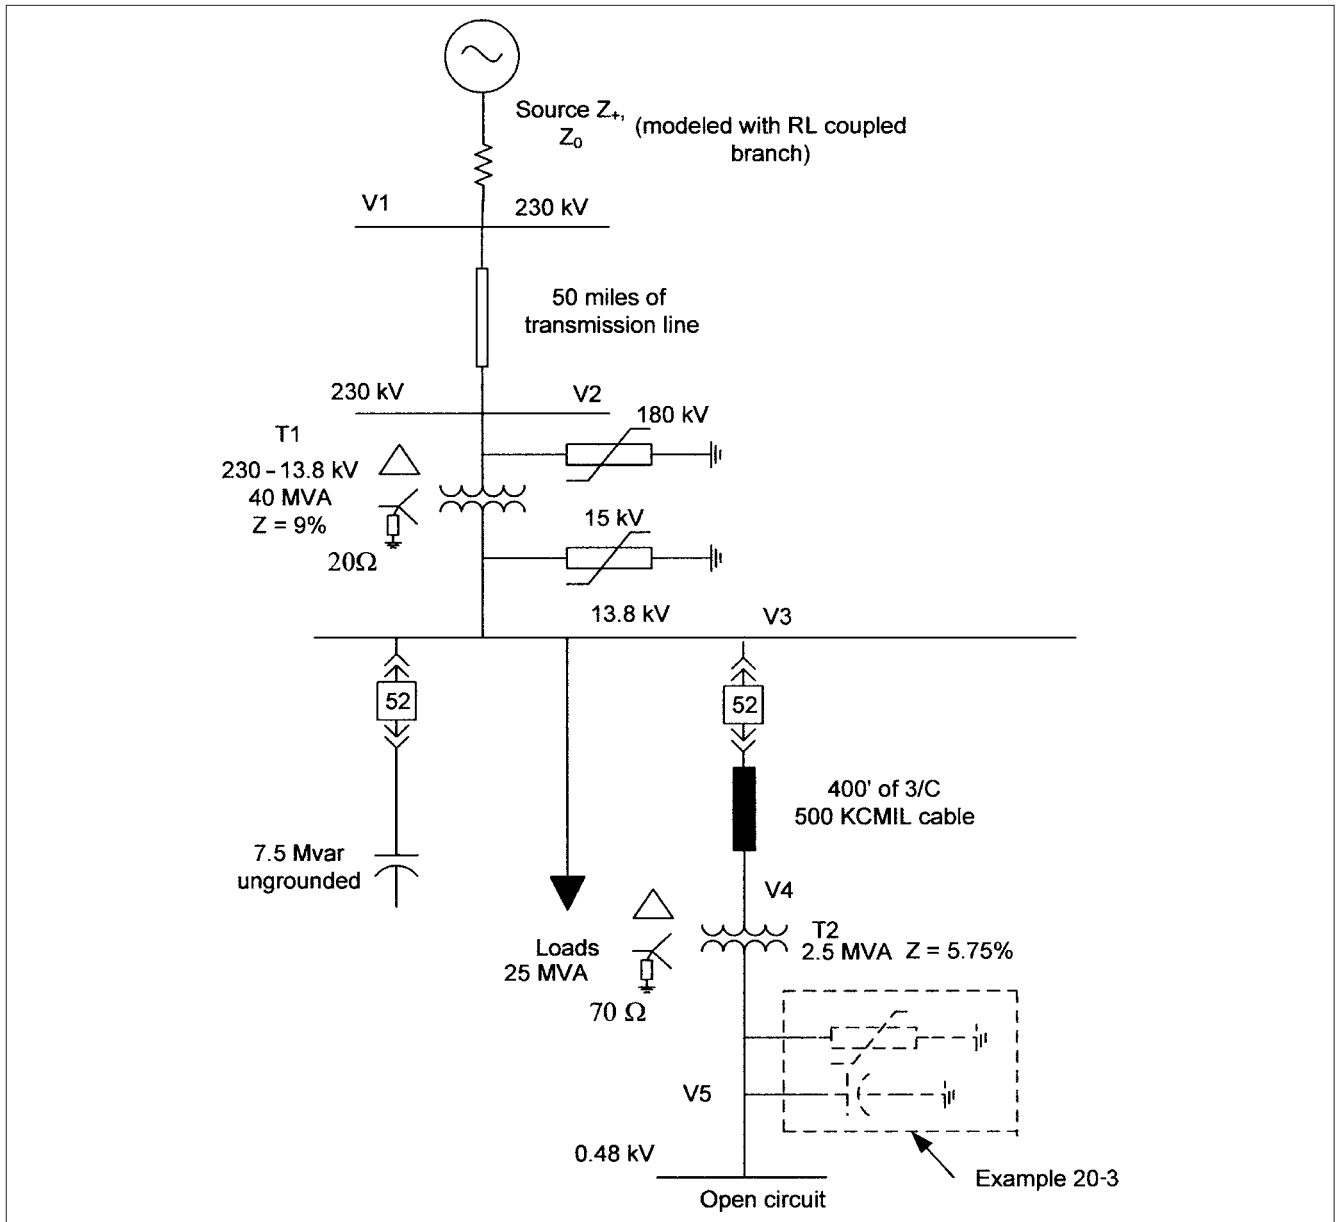 Source Z+,
Z0
(modeled with RL coupled
branch)
V1
230 kV
50 miles of
transmission line
230 kV
V2
180 kV
T1
230 - 13.8 kV
40 MVA
Z = 9%
20Ω
15 kV
13.8 kV
V3
52
52
400' of 3/C
500 KCMIL cable
7.5 Mvar
ungrounded
V4
Loads
25 MVA
T2
2.5 MVA Z = 5.75%
70 Ω
V5
0.48 kV
Example 20-3
Open circuit